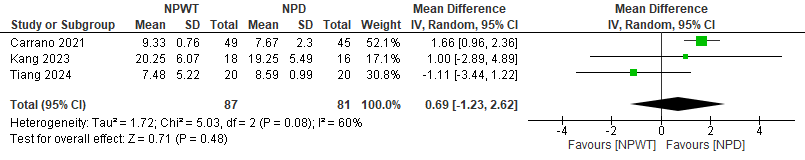 NPWT NPD Mean Difference Mean Difference
Study or Subgroup Mean SD Total Mean SD Total Weight IV, Random, 95% CI IV, Random, 95% CI
Carrano 2021 9.33 0.76 49 7.67 2.3 45 52.1% 1.66 [0.96, 2.36]
Kang 2023 20.25 6.07 18 19.25 5.49 16 17.1% 1.00 [-2.89, 4.89]
Tiang 2024 7.48 5.22 20 8.59 0.99 20 30.8% -1.11 [-3.44, 1.22]
Total (95% CI) 87 81 100.0% 0.69 [-1.23, 2.62]
Heterogeneity: Tau² = 1.72; Chi² = 5.03, df = 2 (P = 0.08); I² = 60%
Test for overall effect: Z = 0.71 (P = 0.48)
-4 -2 0 2 4
Favours [NPWT] Favours [NPD]